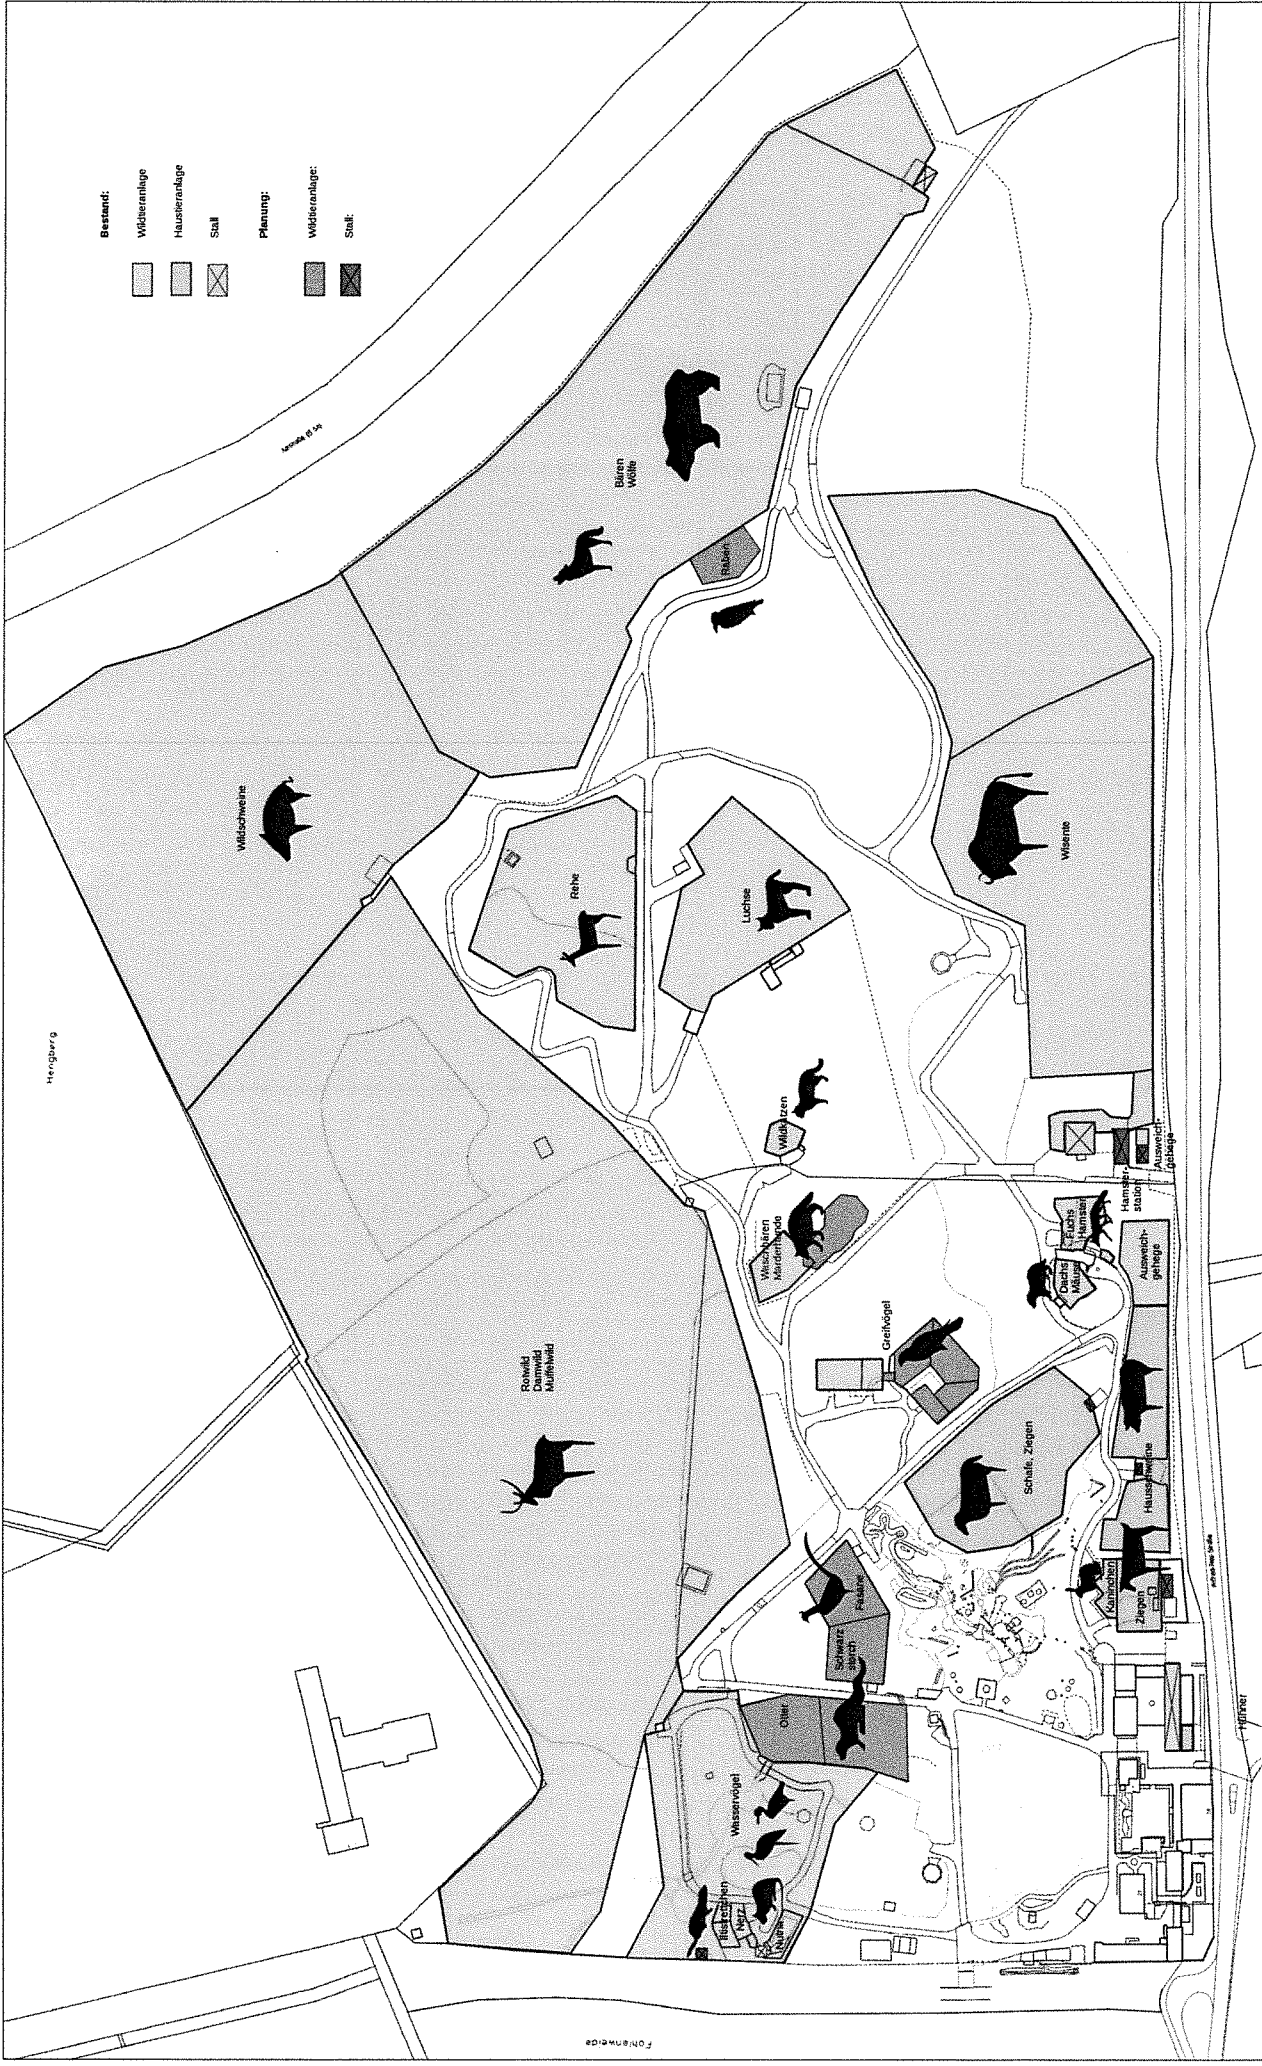 Bestand:
Wildtieranlage
Haustieranlage
Stall
Planung:
Wildtieranlage:
Stall:
Hengberg
Wildschweine
Bären
Wölfe
Raben
Rehe
Luchse
Wisente
Wildkatzen
Waschbären
Marderhunde
Rotwild
Damwild
Muffelwild
Greifvögel
Fuchs
Hamster
Dachs
Mäuse
Hamster-
station
Ausweich-
gehege
Ausweich-
gehege
Schafe, Ziegen
Hausschweine
Kaninchen
Ziegen
Fasane
Schwarz
storch
Otter
Wasservögel
Nerz
Hühner
Fohlenweide